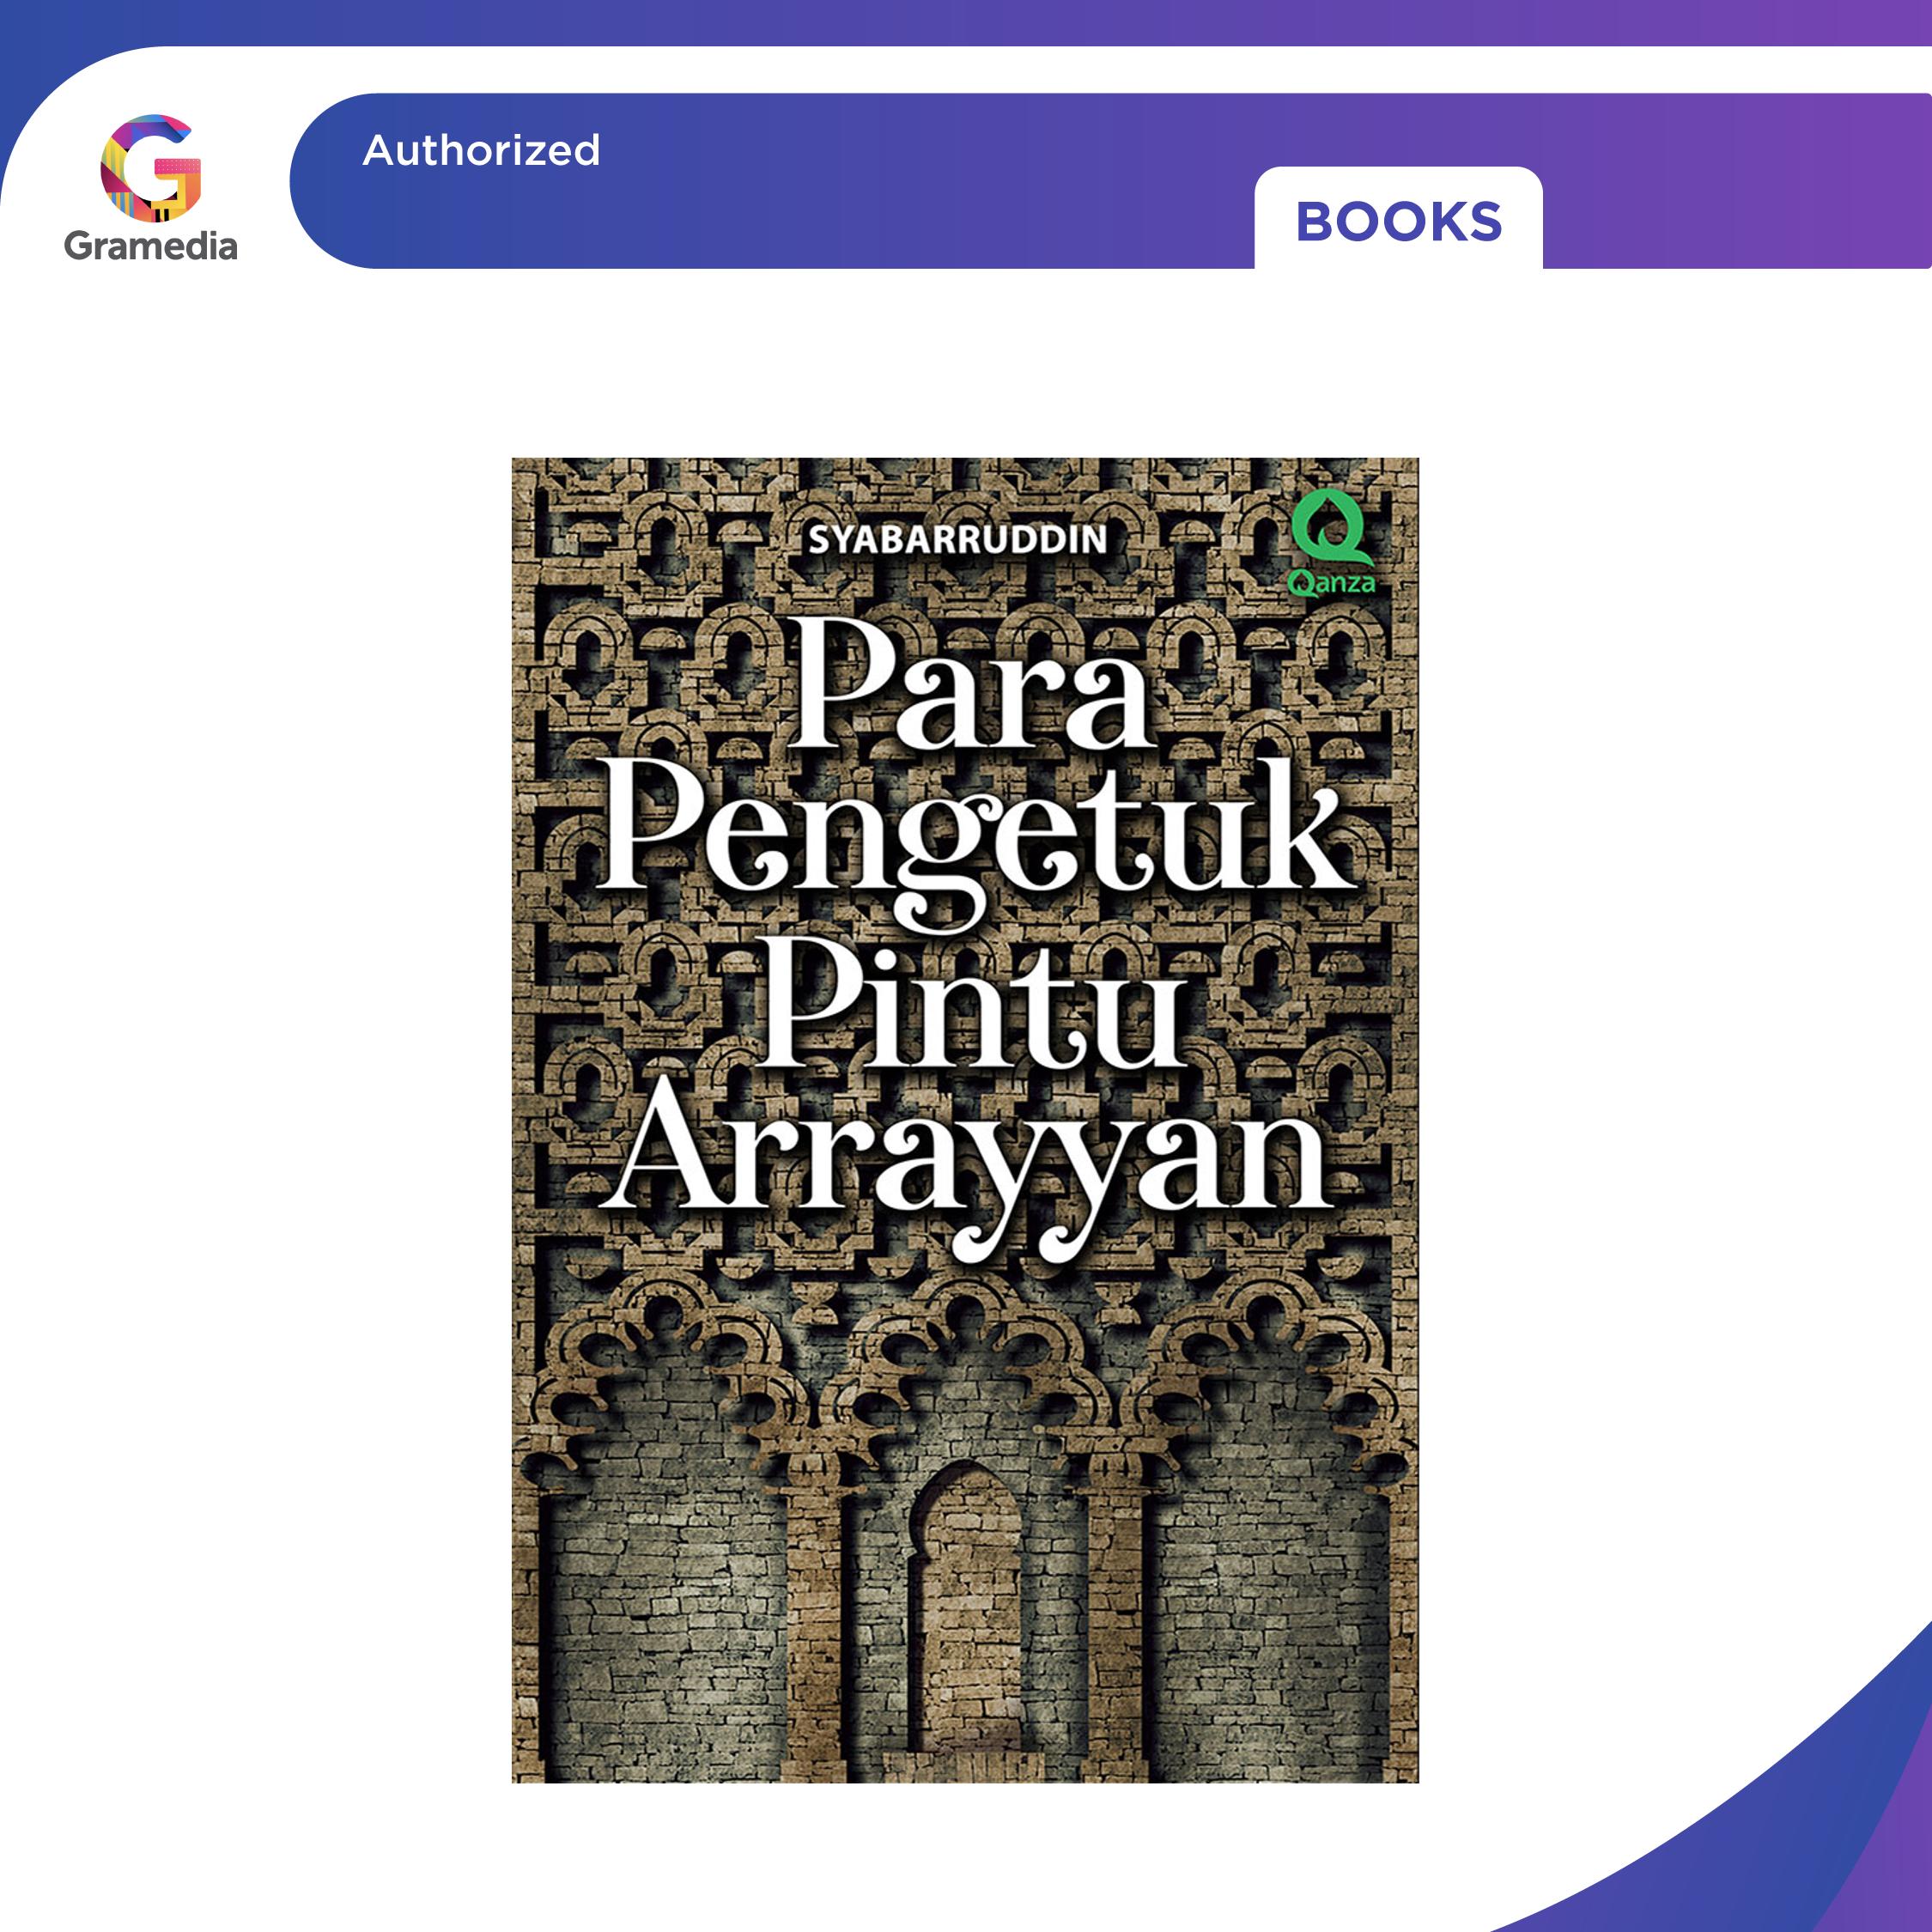 Gramedia
Authorized
BOOKS
SYABARRUDDIN
Qanza
Para
Pengetuk
Pintu
Arrayyan